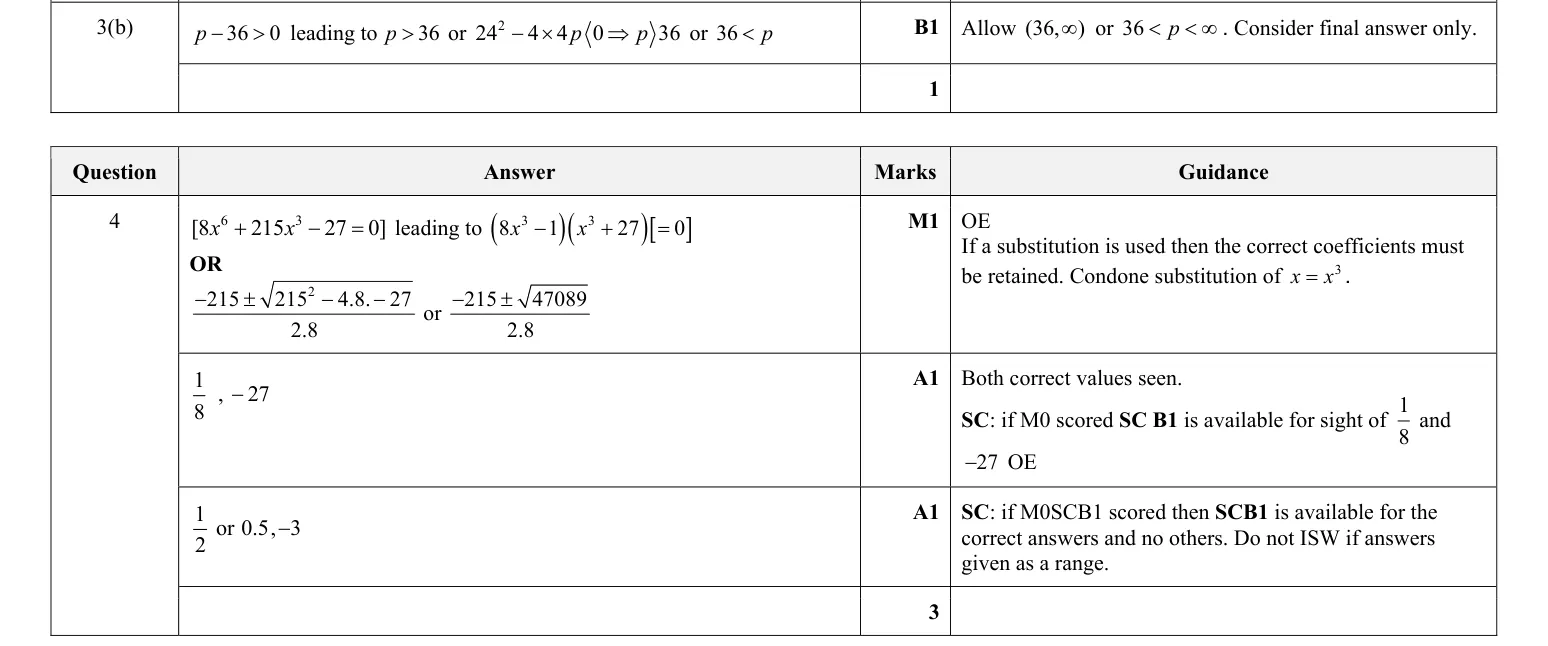 3(b) p − 36 > 0 leading to p > 36 or 24² − 4 × 4p⟨0 ⇒ p⟩36 or 36 < p B1 Allow (36, ∞) or 36 < p < ∞ . Consider final answer only.
1
Question Answer Marks Guidance
4 [8x⁶ + 215x³ − 27 = 0] leading to (8x³ − 1)(x³ + 27)[= 0] M1 OE
If a substitution is used then the correct coefficients must
be retained. Condone substitution of x = x³ .
OR
(−215 ± √(215² − 4.8. − 27))/2.8 or (−215 ± √47089)/2.8
1/8 , − 27 A1 Both correct values seen.
SC: if M0 scored SC B1 is available for sight of 1/8 and
−27 OE
1/2 or 0.5, −3 A1 SC: if M0SCB1 scored then SCB1 is available for the
correct answers and no others. Do not ISW if answers
given as a range.
3